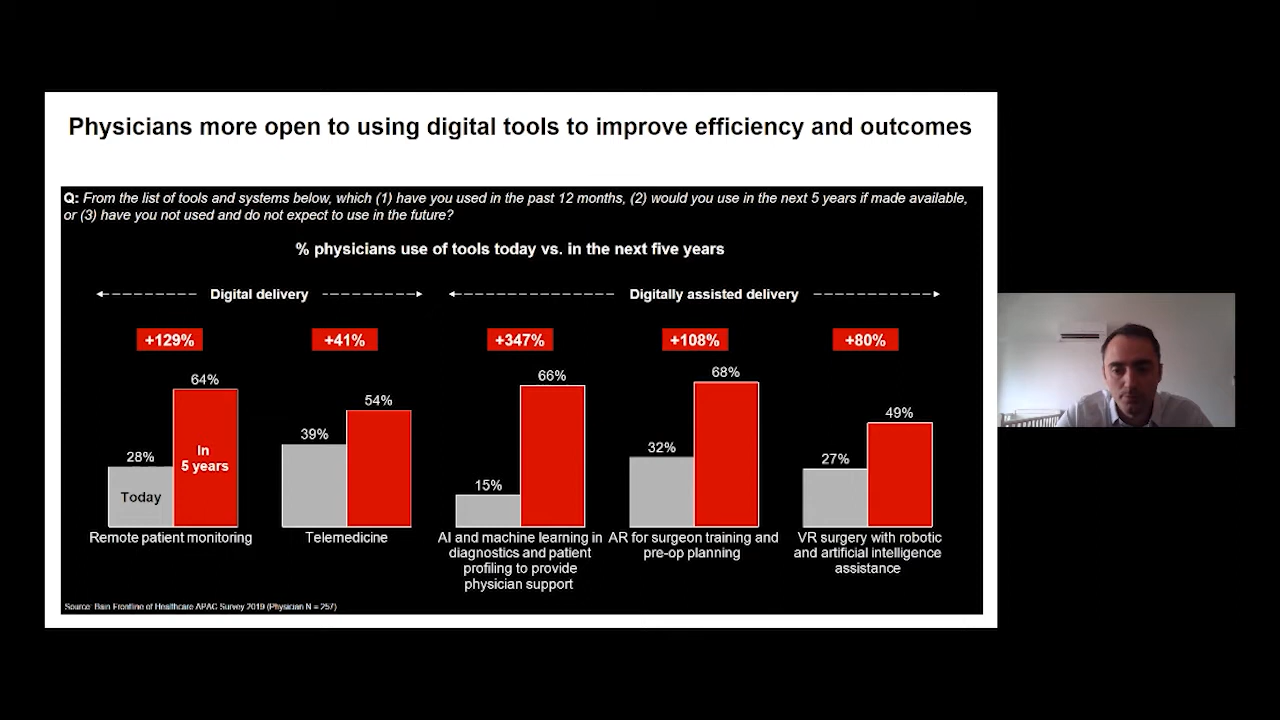 Physicians more open to using digital tools to improve efficiency and outcomes
Q: From the list of tools and systems below, which (1) have you used in the past 12 months, (2) would you use in the next 5 years if made available,
or (3) have you not used and do not expect to use in the future?
% physicians use of tools today vs. in the next five years
Digital delivery
Digitally assisted delivery
+129%
+41%
+347%
+108%
+80%
28%
64%
39%
54%
15%
66%
32%
68%
27%
49%
Today
In
5 years
Remote patient monitoring
Telemedicine
AI and machine learning in
diagnostics and patient
profiling to provide
physician support
AR for surgeon training and
pre-op planning
VR surgery with robotic
and artificial intelligence
assistance
Source: Bain Frontline of Healthcare APAC Survey 2019 (Physician N = 257)